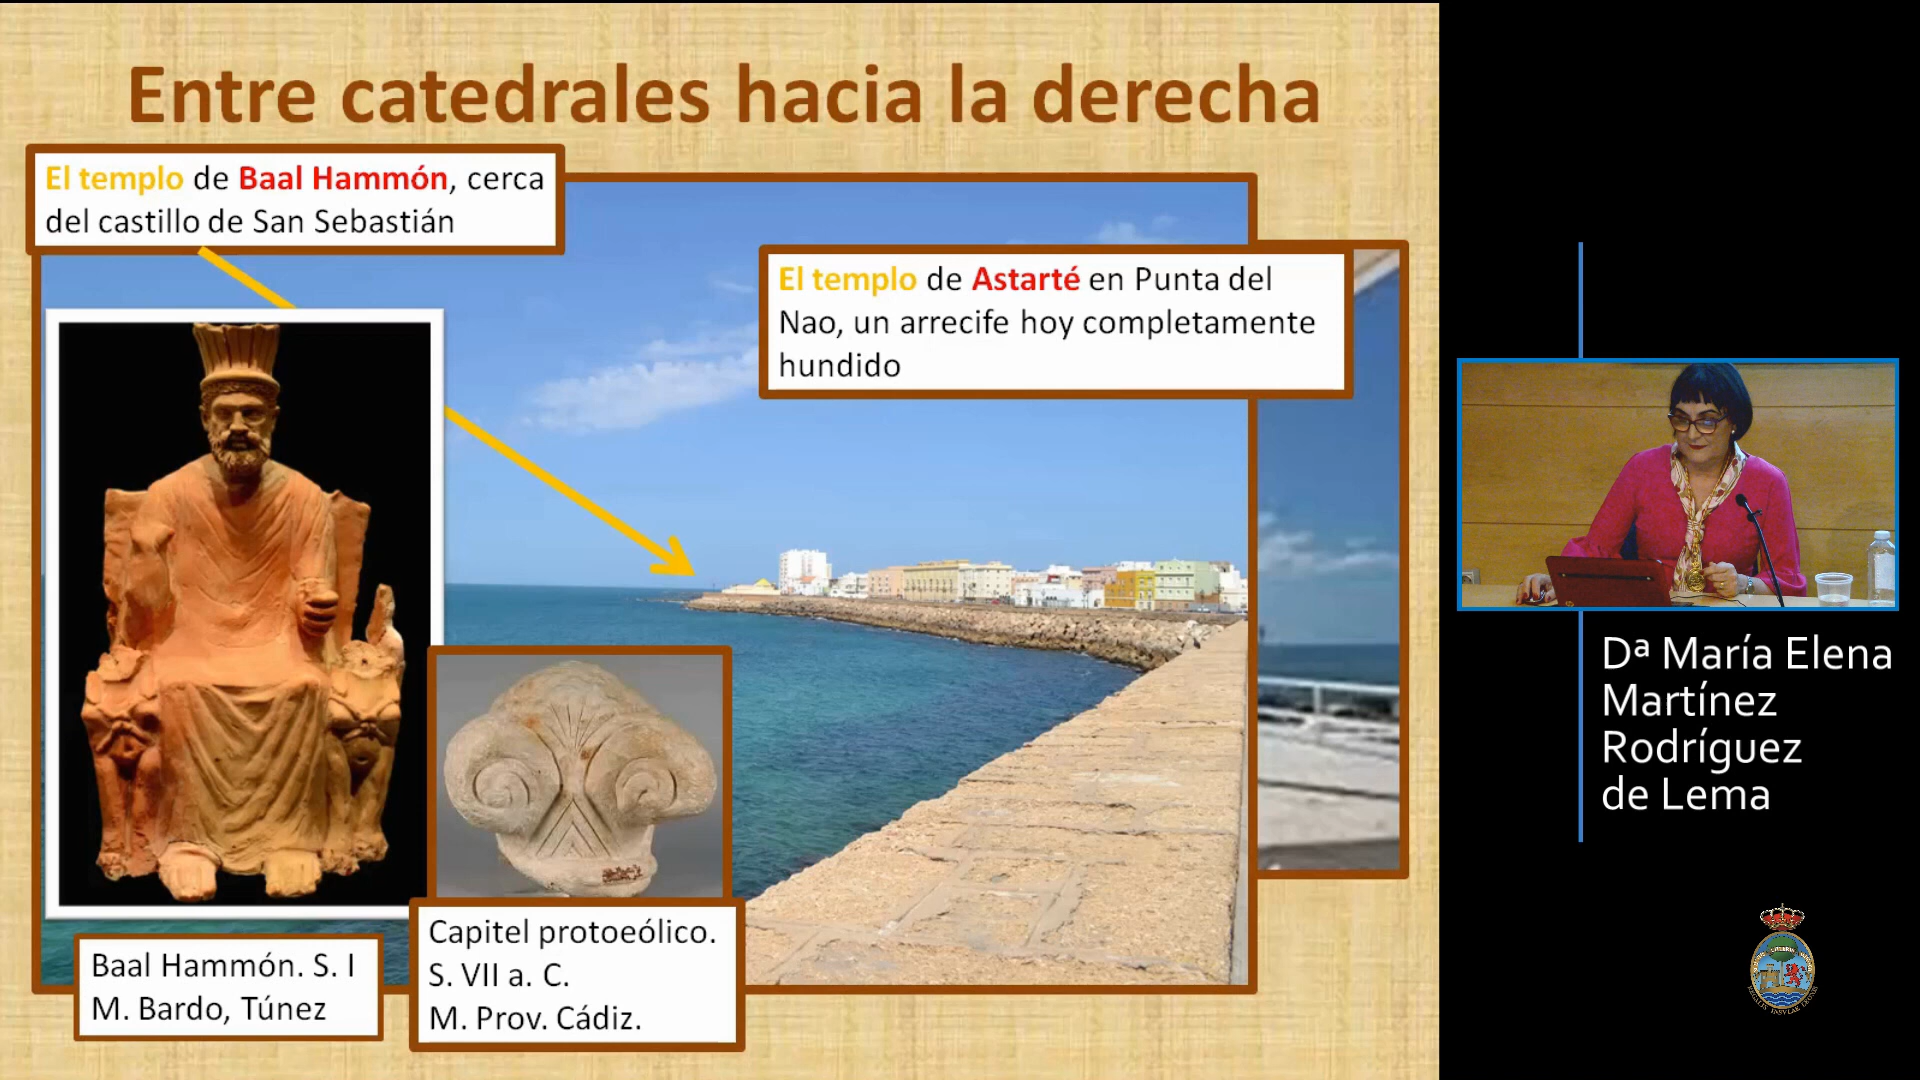 Entre catedrales hacia la derecha
El templo de Baal Hammón, cerca
del castillo de San Sebastián
El templo de Astarté en Punta del
Nao, un arrecife hoy completamente
hundido
Baal Hammón. S. I
M. Bardo, Túnez
Capitel protoeólico.
S. VII a. C.
M. Prov. Cádiz.
Dª María Elena
Martínez
Rodríguez
de Lema